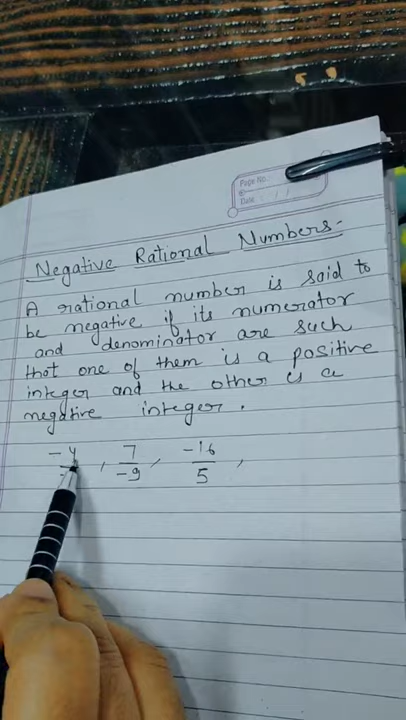 Page No.
Date / /
Negative Rational Numbers-
A rational number is said to
be negative if its numerator
and denominator are such
that one of them is a positive
integer and the other is a
negative integer.
-4 , 7/-9 , -16/5 ,